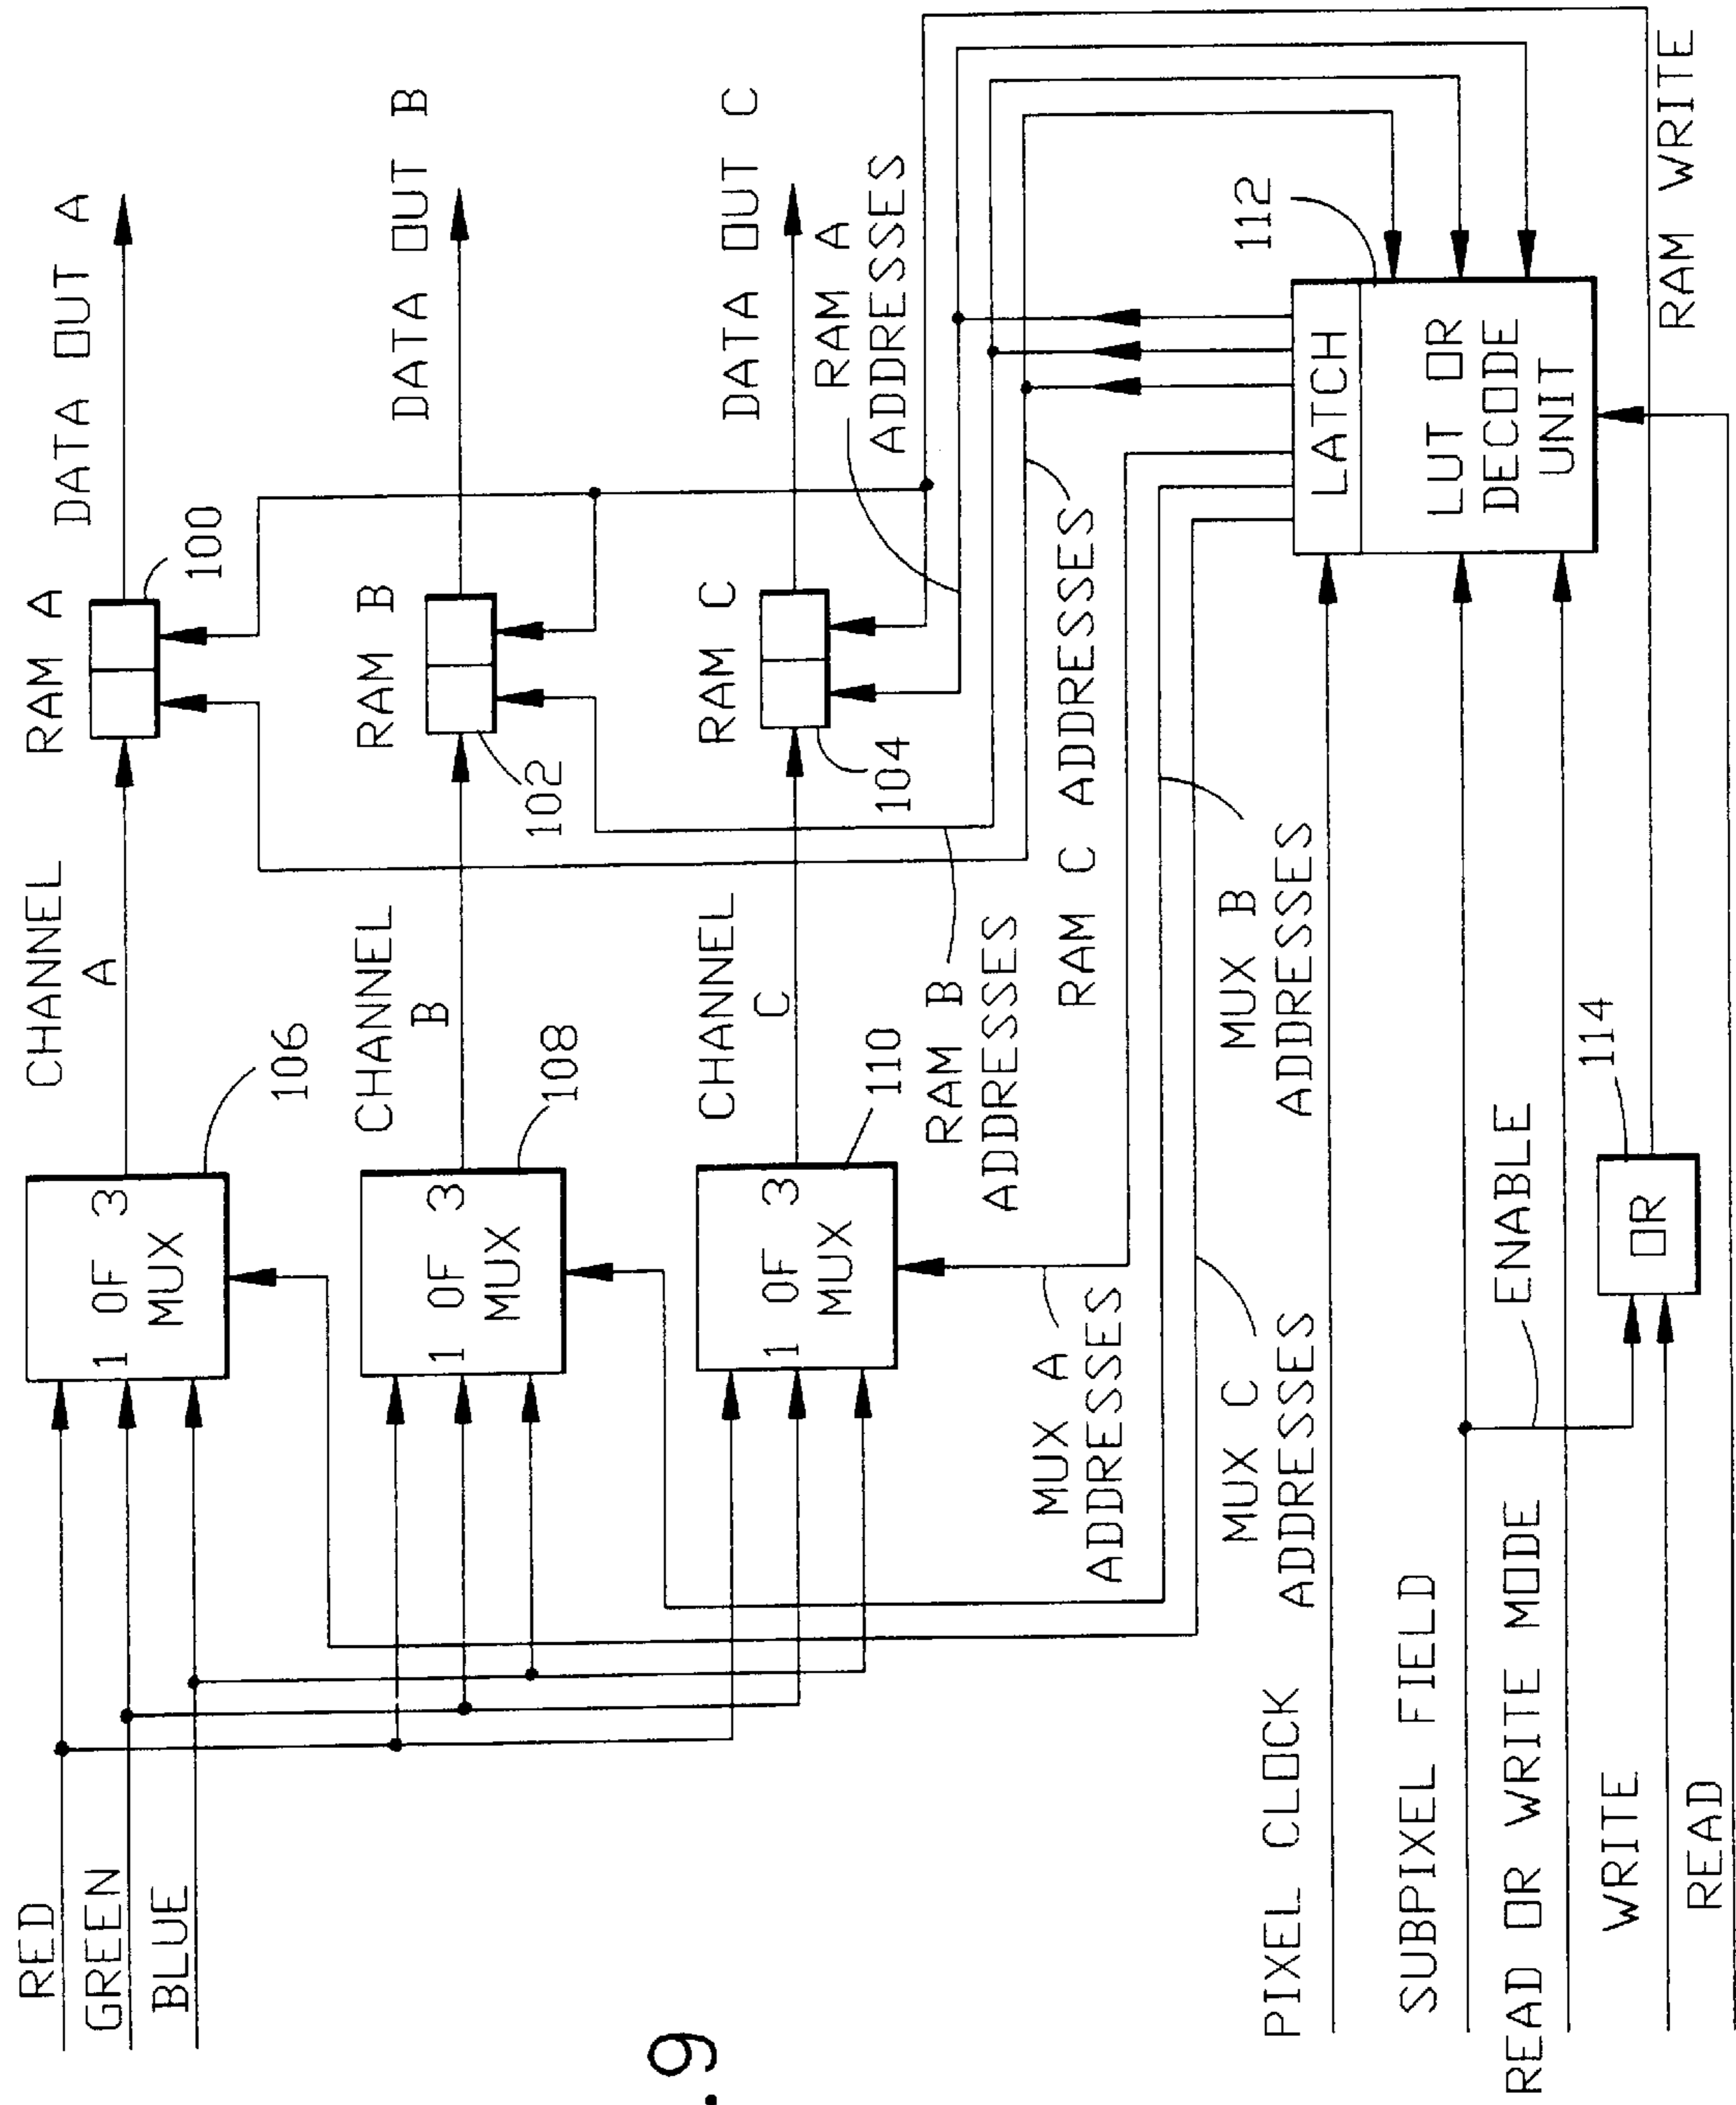 RED
GREEN
BLUE
1 OF 3
MUX
106
CHANNEL
A
RAM A
100
DATA OUT A
1 OF 3
MUX
108
CHANNEL
B
RAM B
102
DATA OUT B
1 OF 3
MUX
110
CHANNEL
C
RAM C
104
DATA OUT C
RAM A
ADDRESSES
RAM B
ADDRESSES
RAM C ADDRESSES
MUX A
ADDRESSES
MUX B
ADDRESSES
MUX C
ADDRESSES
112
LATCH
LUT OR
DECODE
UNIT
PIXEL CLOCK
SUBPIXEL FIELD
ENABLE
READ OR WRITE MODE
114
OR
WRITE
READ
RAM WRITE
.9